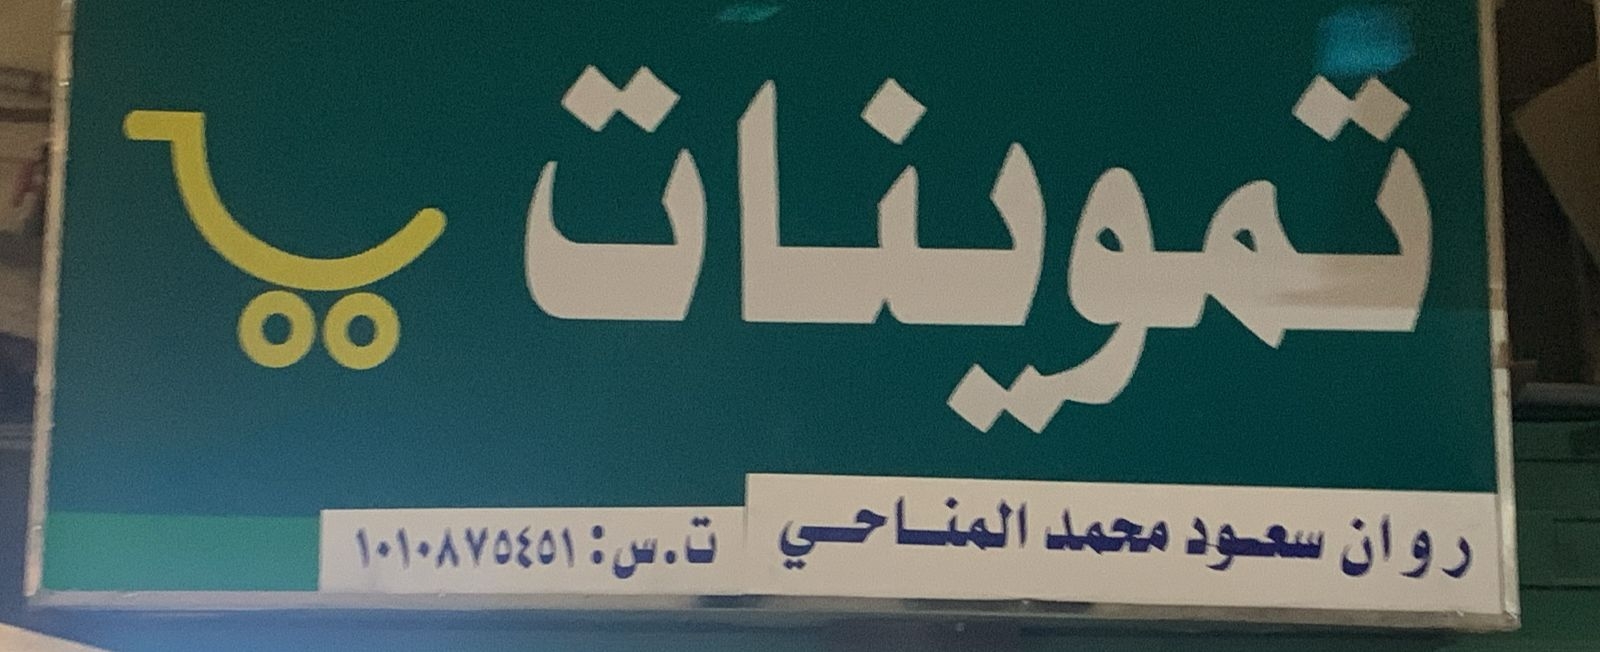 تموينات
روان سعود محمد المناحي
ت.س: ١٠١٠٨٧٥٤٥١